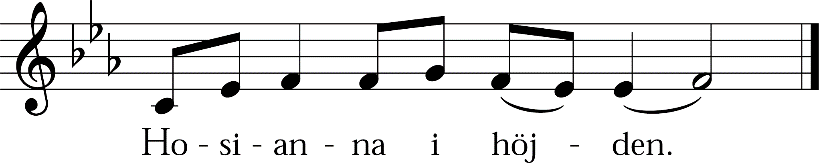 Ho - si - an - na i höj - den.